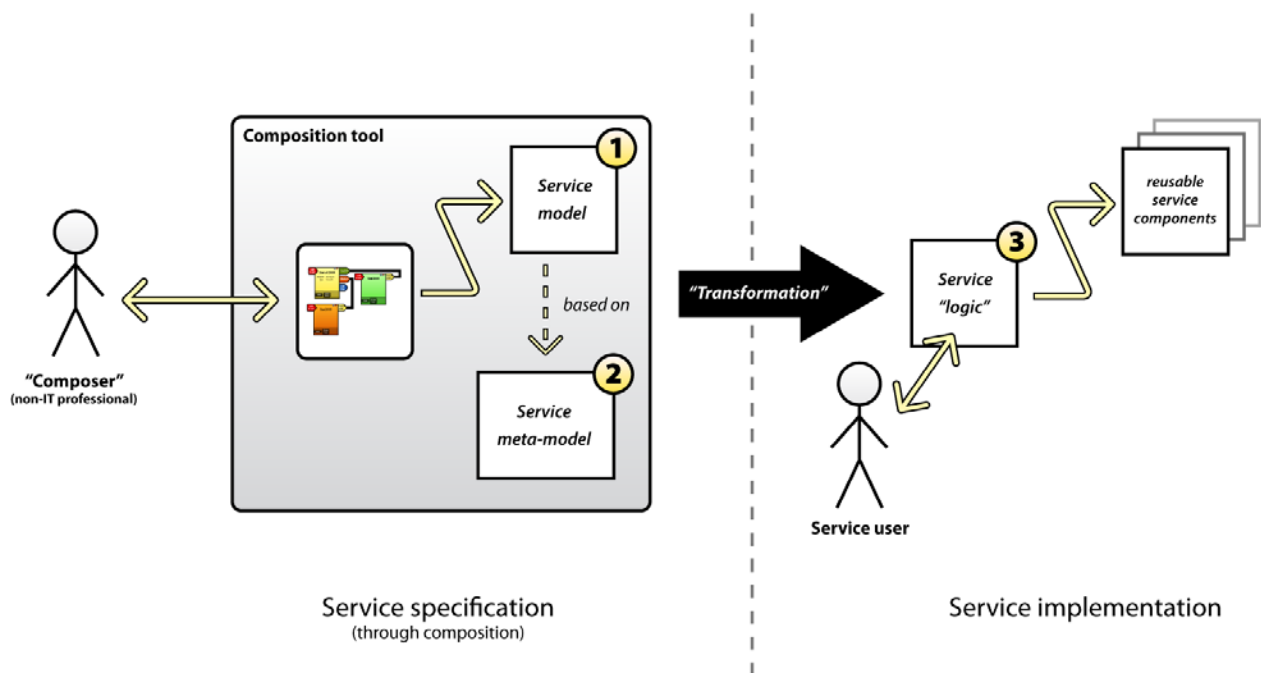 Composition tool
1
Service
model
based on
2
Service
meta-model
“Composer”
(non-IT professional)
“Transformation”
3
Service
“logic”
reusable
service
components
Service user
Service specification
(through composition)
Service implementation